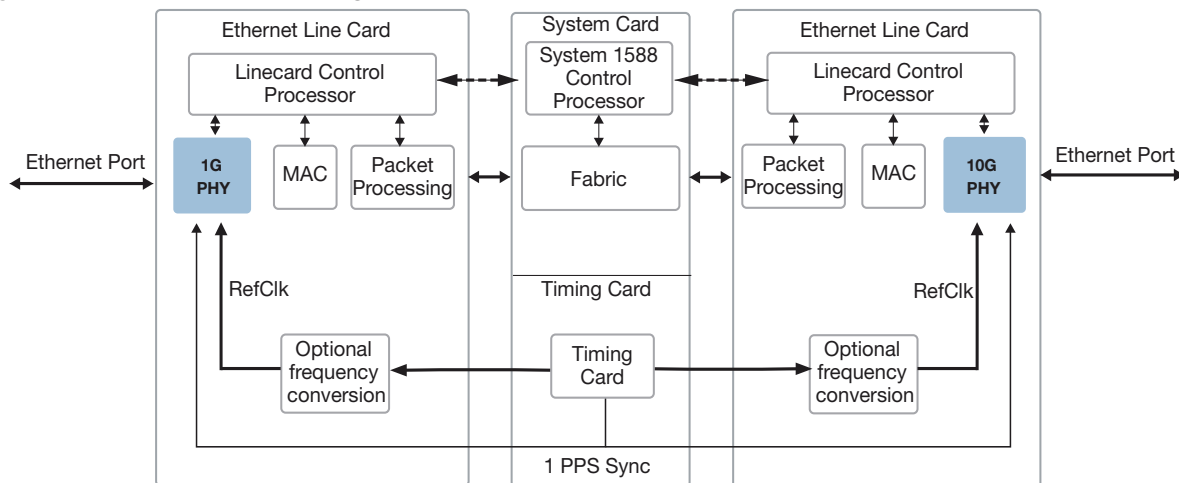 Ethernet Line Card
System Card
Ethernet Line Card
Linecard Control
Processor
System 1588
Control
Processor
Linecard Control
Processor
Ethernet Port
1G
PHY
MAC
Packet
Processing
Fabric
Packet
Processing
MAC
10G
PHY
Ethernet Port
RefClk
Timing Card
RefClk
Optional
frequency
conversion
Timing
Card
Optional
frequency
conversion
1 PPS Sync